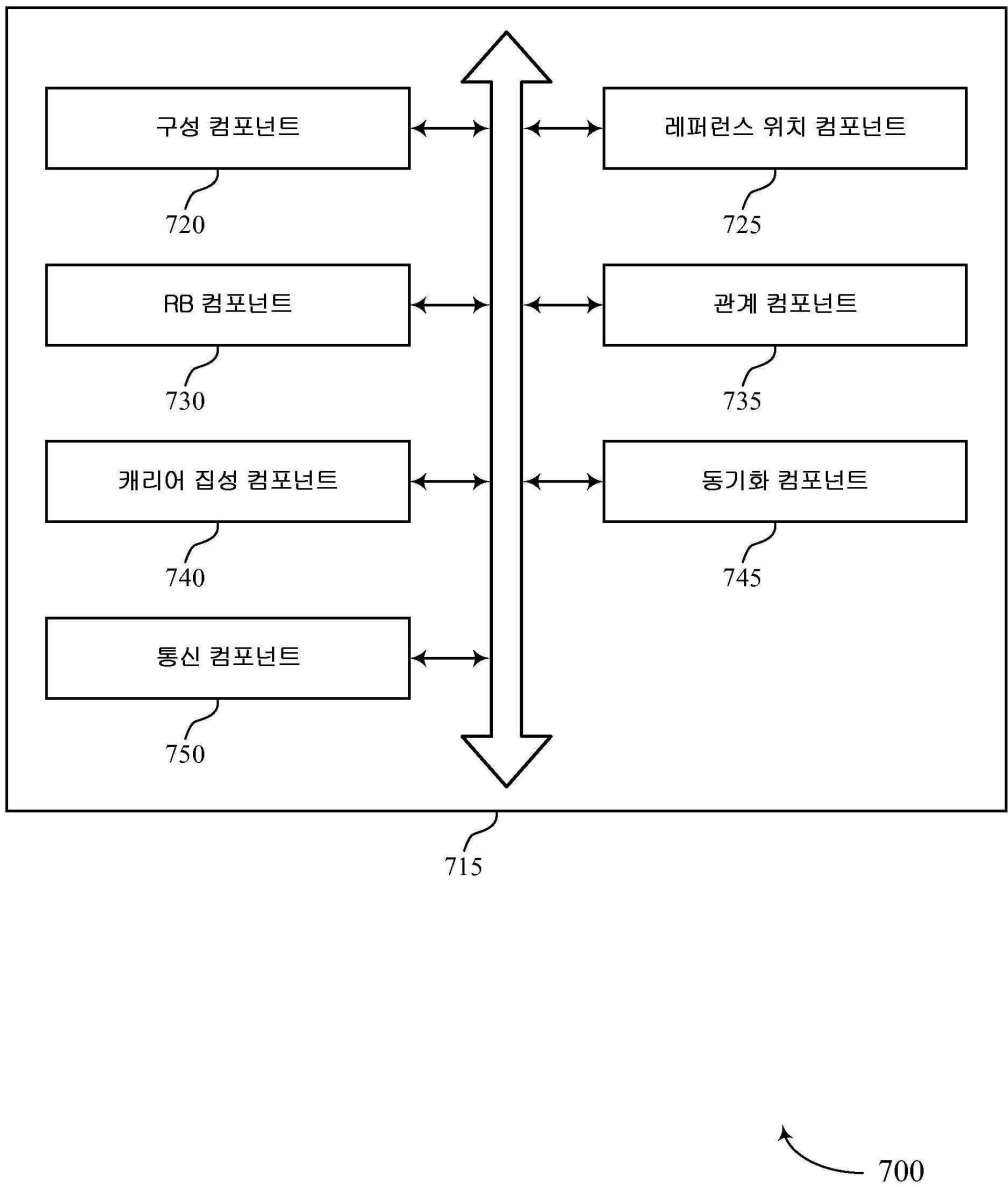 구성 컴포넌트
720
레퍼런스 위치 컴포넌트
725
RB 컴포넌트
730
관계 컴포넌트
735
캐리어 집성 컴포넌트
740
동기화 컴포넌트
745
통신 컴포넌트
750
715
700